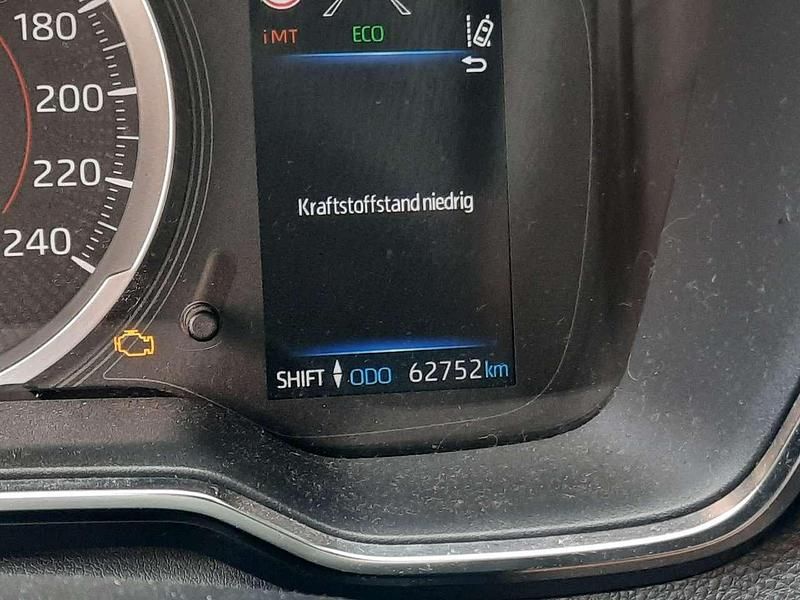 180
200
220
240
iMT ECO
Kraftstoffstand niedrig
SHIFT ODO 62752 km